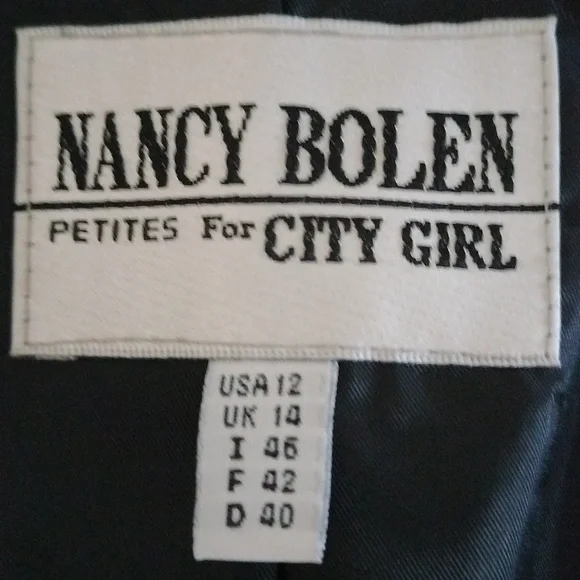 NANCY BOLEN
PETITES For CITY GIRL
USA 12
UK 14
I 46
F 42
D 40